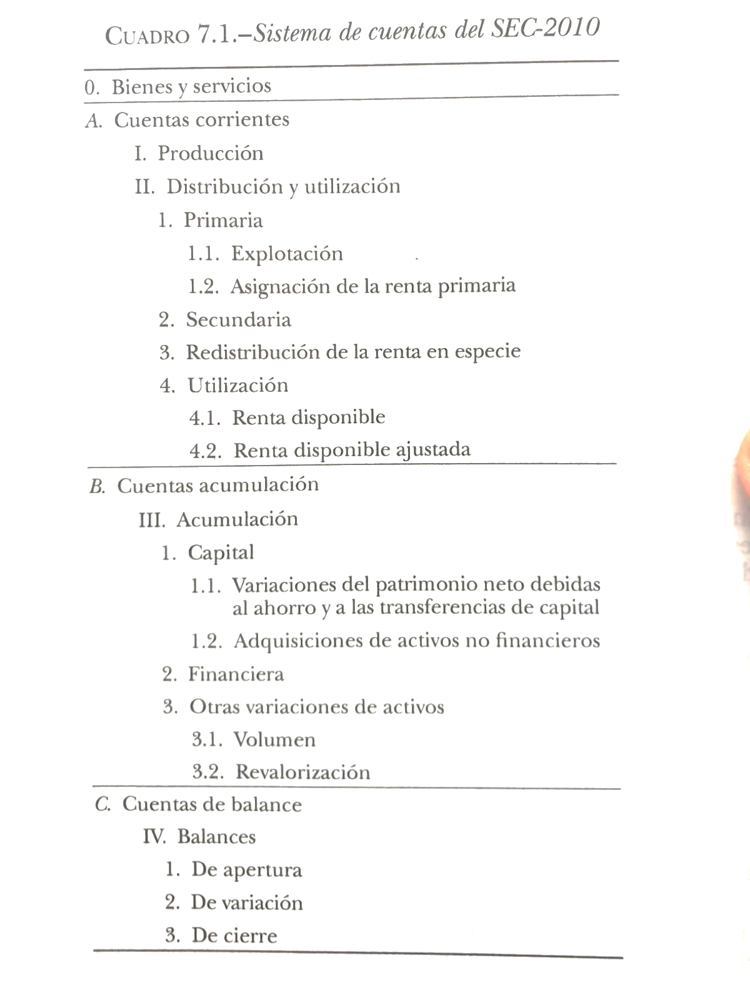 CUADRO 7.1.–Sistema de cuentas del SEC-2010
0. Bienes y servicios
A. Cuentas corrientes
I. Producción
II. Distribución y utilización
1. Primaria
1.1. Explotación
1.2. Asignación de la renta primaria
2. Secundaria
3. Redistribución de la renta en especie
4. Utilización
4.1. Renta disponible
4.2. Renta disponible ajustada
B. Cuentas acumulación
III. Acumulación
1. Capital
1.1. Variaciones del patrimonio neto debidas
al ahorro y a las transferencias de capital
1.2. Adquisiciones de activos no financieros
2. Financiera
3. Otras variaciones de activos
3.1. Volumen
3.2. Revalorización
C. Cuentas de balance
IV. Balances
1. De apertura
2. De variación
3. De cierre